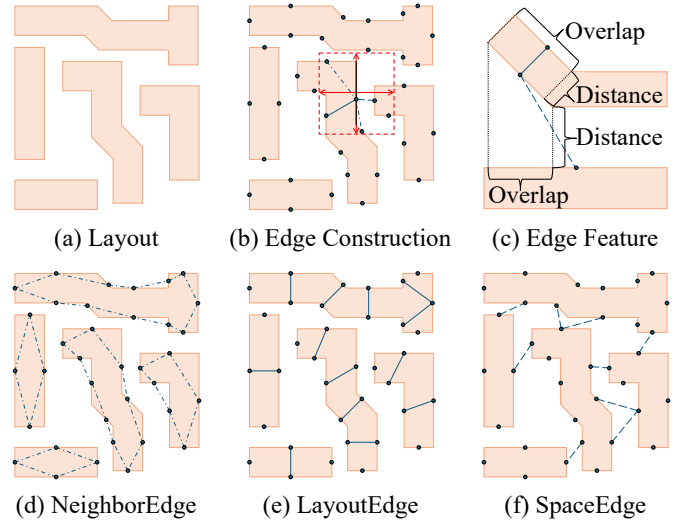 Overlap
Distance
Distance
Overlap
(a) Layout
(b) Edge Construction
(c) Edge Feature
(d) NeighborEdge
(e) LayoutEdge
(f) SpaceEdge